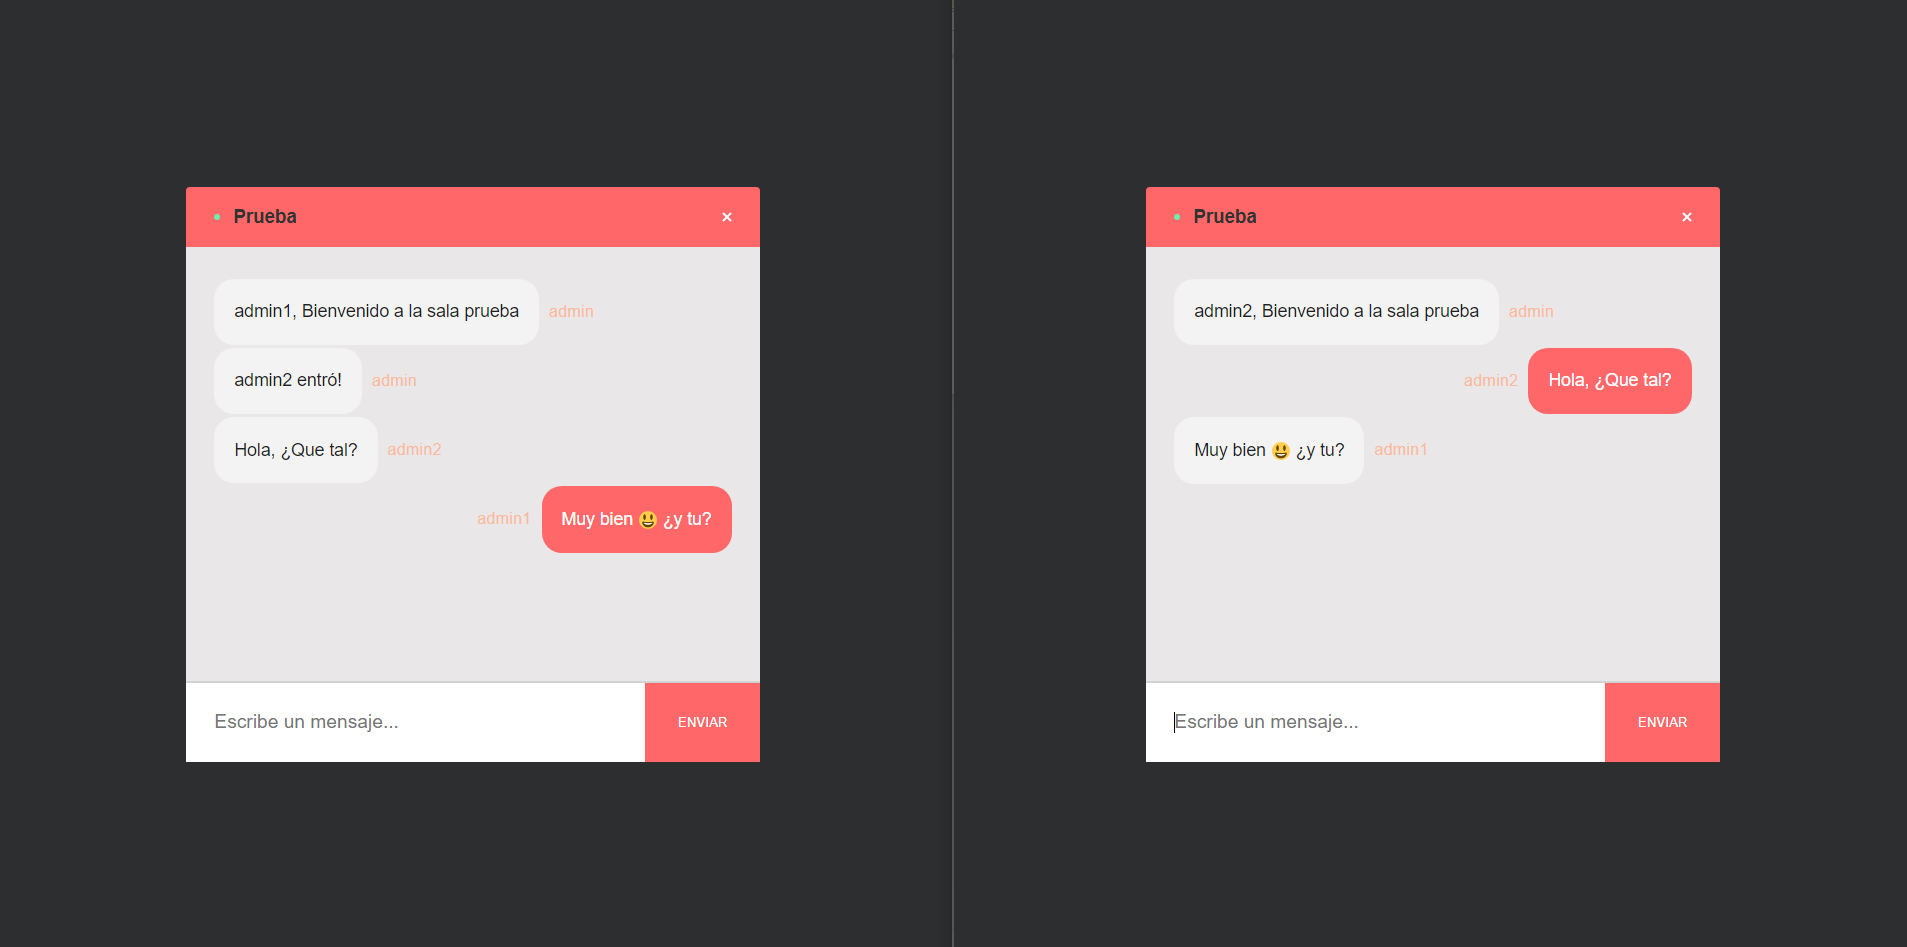 Prueba
×
admin1, Bienvenido a la sala prueba
admin
admin2 entró!
admin
Hola, ¿Que tal?
admin2
admin1
Muy bien 😃 ¿y tu?
Escribe un mensaje...
ENVIAR
Prueba
×
admin2, Bienvenido a la sala prueba
admin
admin2
Hola, ¿Que tal?
Muy bien 😃 ¿y tu?
admin1
Escribe un mensaje...
ENVIAR